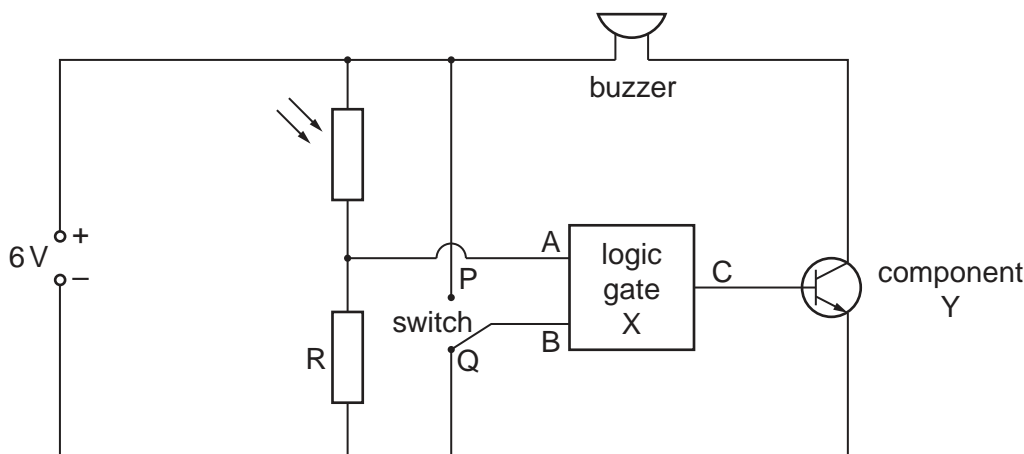 buzzer
+
6 V
–
A
P
switch
B
Q
R
logic
gate
X
C
component
Y